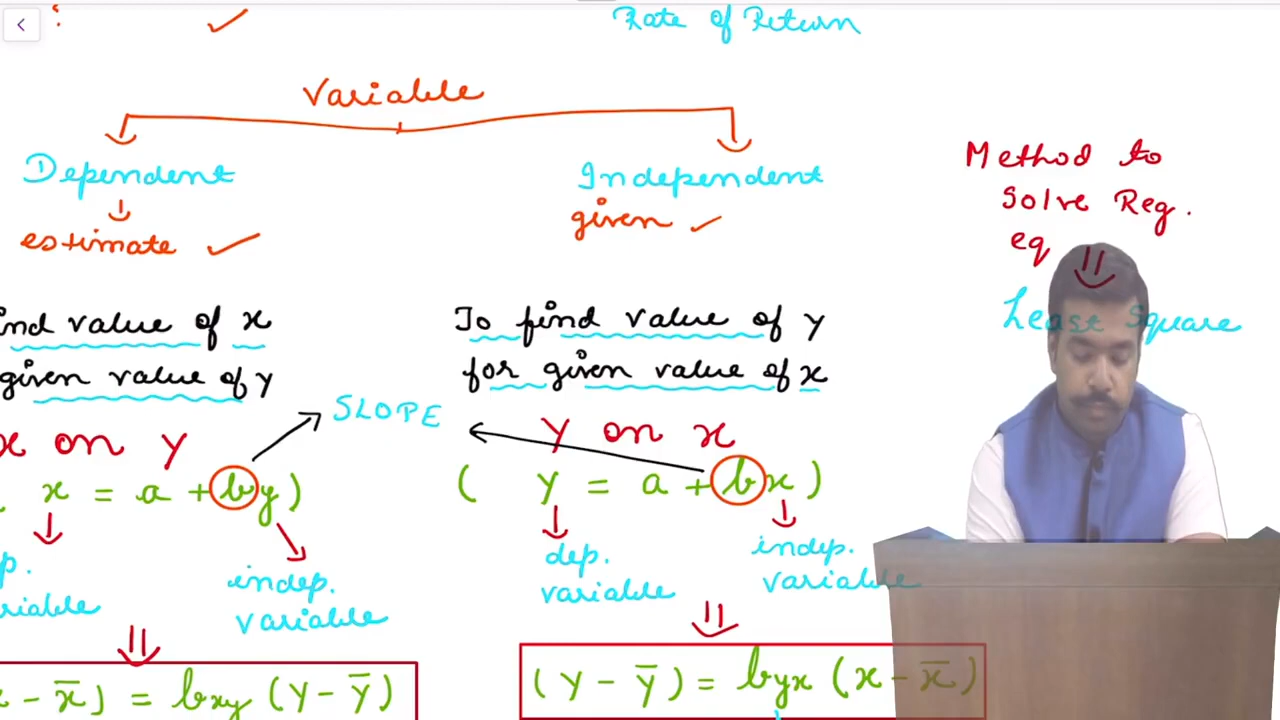 ?
Rate of Return
Variable
Dependent
estimate
Independent
given
Method to
Solve Reg.
eq
Least Square
ind value of x
given value of y
x on y
x = a + by)
indep.
variable
SLOPE
To find value of y
for given value of x
y on x
( y = a + bx)
dep.
variable
indep.
variable
p.
riable
x - x̄) = bxy (y - ȳ)
(y - ȳ) = byx (x - x̄)